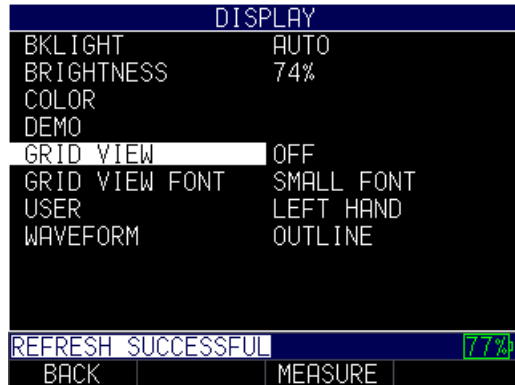 DISPLAY
BKLIGHT AUTO
BRIGHTNESS 74%
COLOR
DEMO
GRID VIEW OFF
GRID VIEW FONT SMALL FONT
USER LEFT HAND
WAVEFORM OUTLINE
REFRESH SUCCESSFUL 77%
BACK MEASURE